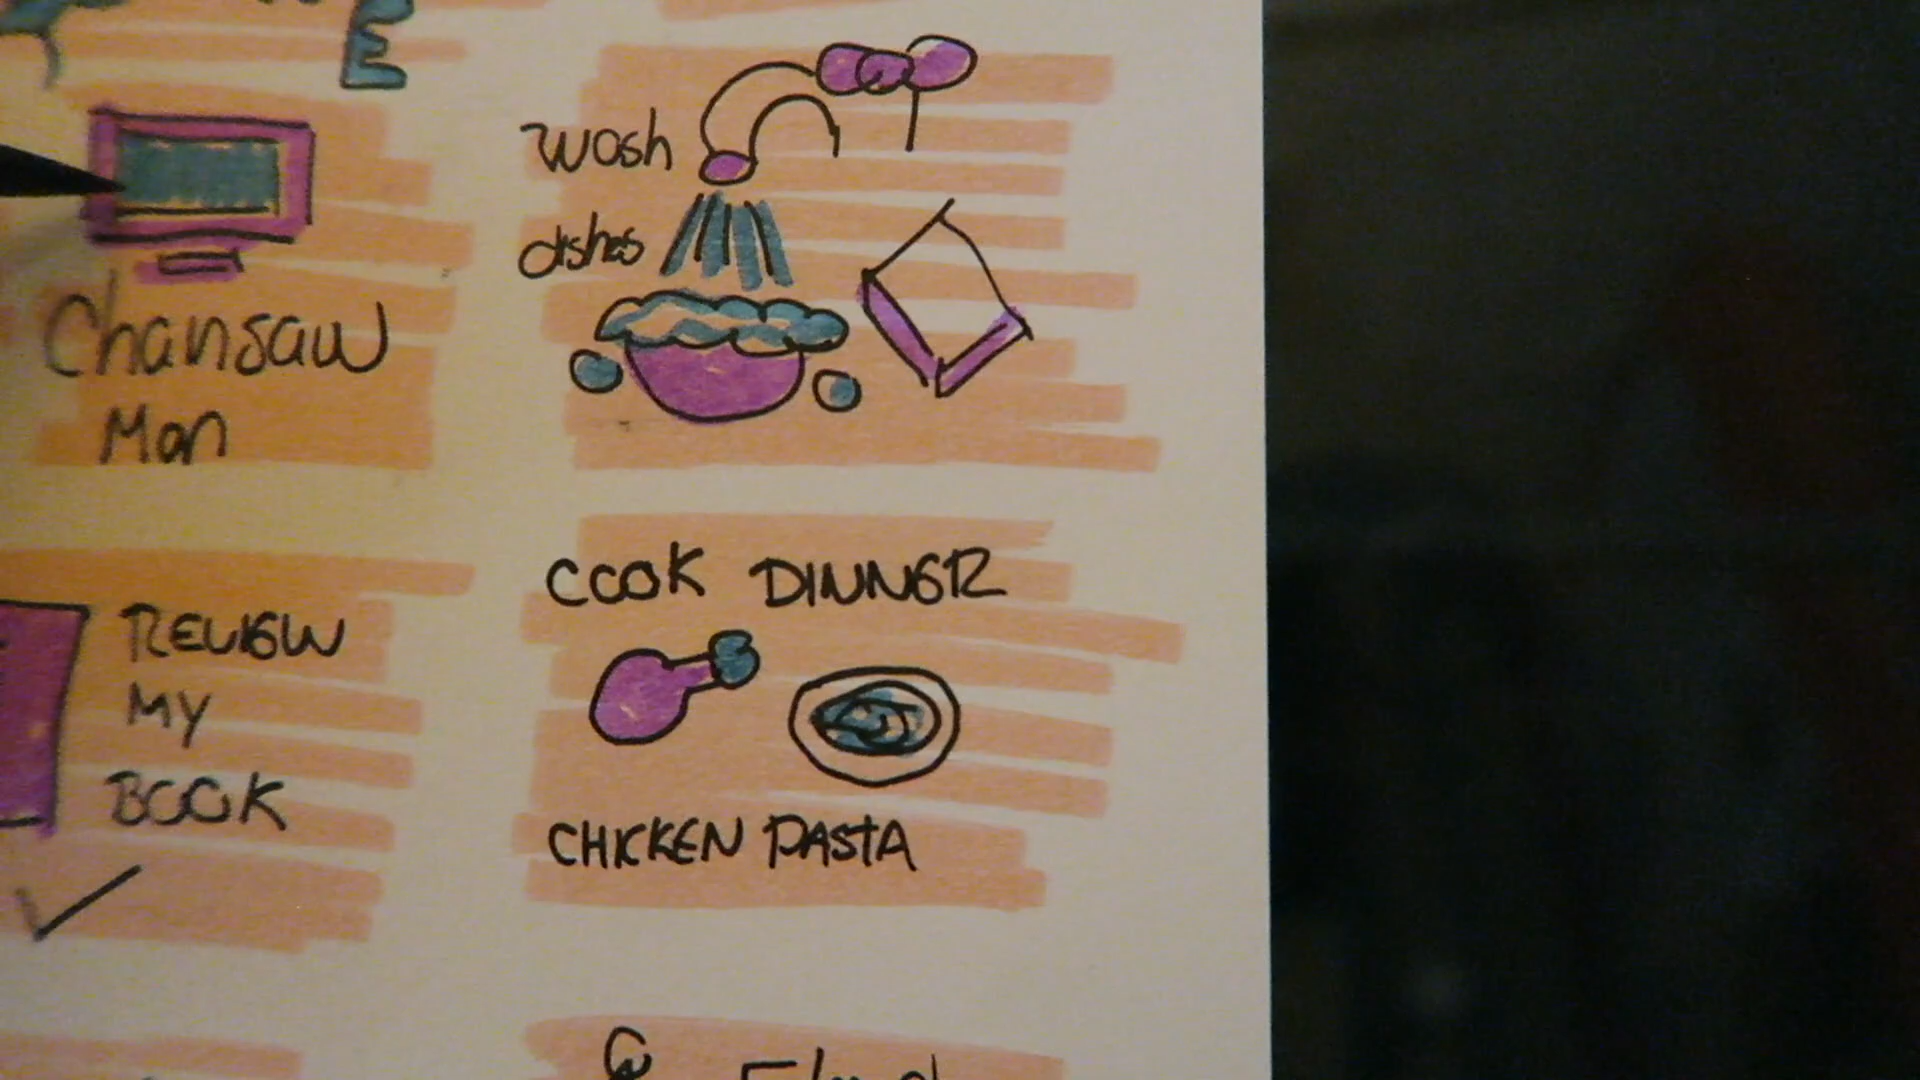 E
Chansaw
Man
wash
dishes
REVIEW
MY
BOOK
COOK DINNER
CHICKEN PASTA